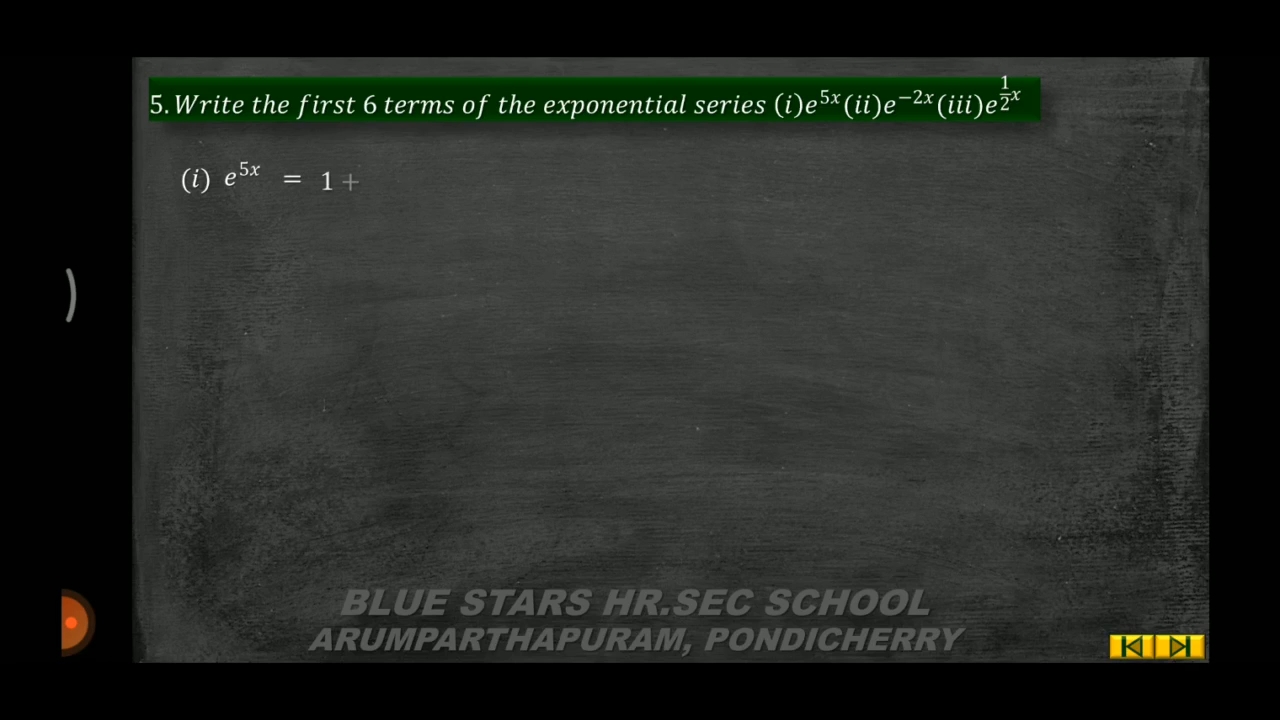 5. Write the first 6 terms of the exponential series (i)e^{5x}(ii)e^{-2x}(iii)e^{\frac{1}{2}x}
(i) e^{5x} = 1 +
BLUE STARS HR.SEC SCHOOL
ARUMPARTHAPURAM, PONDICHERRY